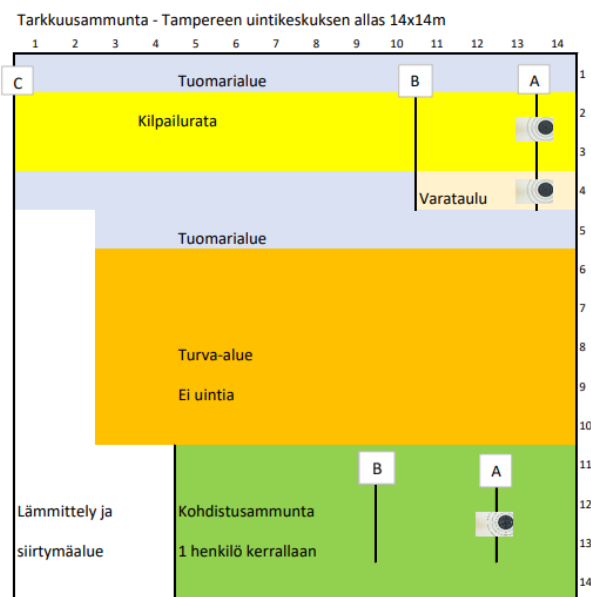 Tarkkuusammunta - Tampereen uintikeskuksen allas 14x14m
1 2 3 4 5 6 7 8 9 10 11 12 13 14
C Tuomarialue B A 1
Kilpailurata 2
3
Varataulu 4
Tuomarialue 5
6
7
Turva-alue 8
Ei uintia 9
10
B A 11
Lämmittely ja Kohdistusammunta 12
siirtymäalue 1 henkilö kerrallaan 13
14